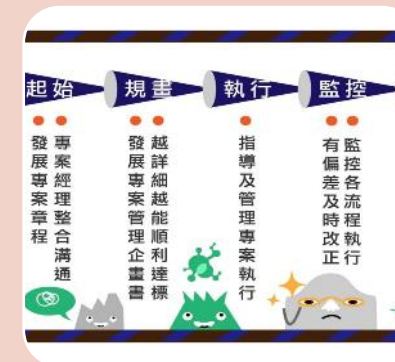 起始
規畫
執行
監控
專案經理整合溝通
發展專案章程
越詳細越能順利達標
發展專案管理企畫書
指導及管理專案執行
監控各流程執行
有偏差及時改正